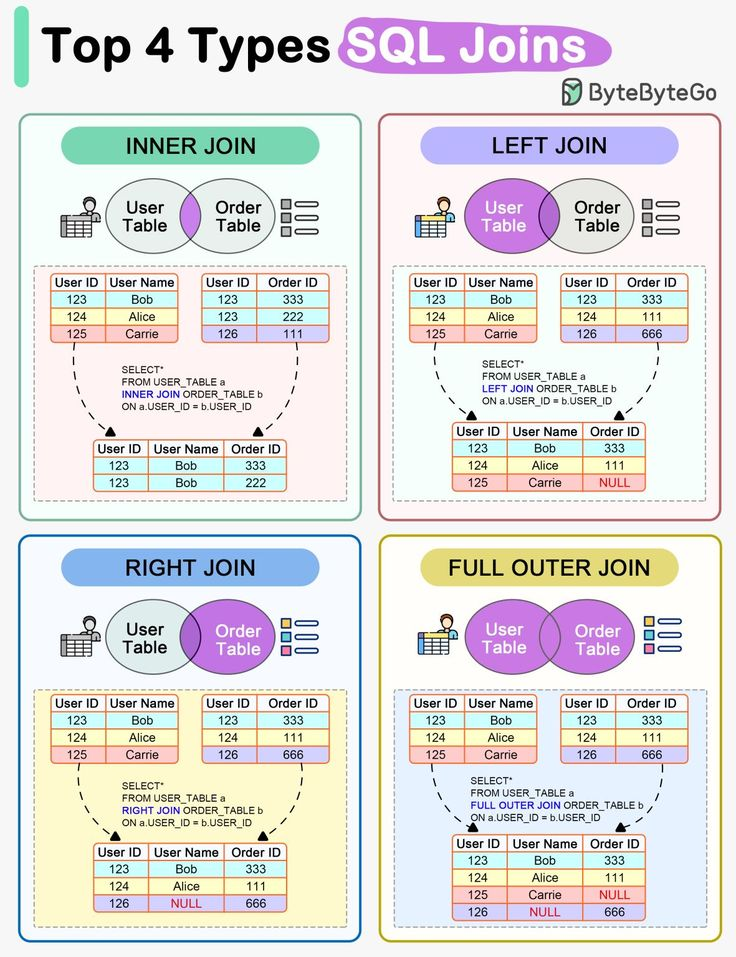 Top 4 Types SQL Joins
ByteByteGo
INNER JOIN
User Table
Order Table
User ID User Name
123 Bob
124 Alice
125 Carrie
User ID Order ID
123 333
123 222
126 111
SELECT*
FROM USER_TABLE a
INNER JOIN ORDER_TABLE b
ON a.USER_ID = b.USER_ID
User ID User Name Order ID
123 Bob 333
123 Bob 222
LEFT JOIN
User Table
Order Table
User ID User Name
123 Bob
124 Alice
125 Carrie
User ID Order ID
123 333
124 111
126 666
SELECT*
FROM USER_TABLE a
LEFT JOIN ORDER_TABLE b
ON a.USER_ID = b.USER_ID
User ID User Name Order ID
123 Bob 333
124 Alice 111
125 Carrie NULL
RIGHT JOIN
User Table
Order Table
User ID User Name
123 Bob
124 Alice
125 Carrie
User ID Order ID
123 333
124 111
126 666
SELECT*
FROM USER_TABLE a
RIGHT JOIN ORDER_TABLE b
ON a.USER_ID = b.USER_ID
User ID User Name Order ID
123 Bob 333
124 Alice 111
126 NULL 666
FULL OUTER JOIN
User Table
Order Table
User ID User Name
123 Bob
124 Alice
125 Carrie
User ID Order ID
123 333
124 111
126 666
SELECT*
FROM USER_TABLE a
FULL OUTER JOIN ORDER_TABLE b
ON a.USER_ID = b.USER_ID
User ID User Name Order ID
123 Bob 333
124 Alice 111
125 Carrie NULL
126 NULL 666